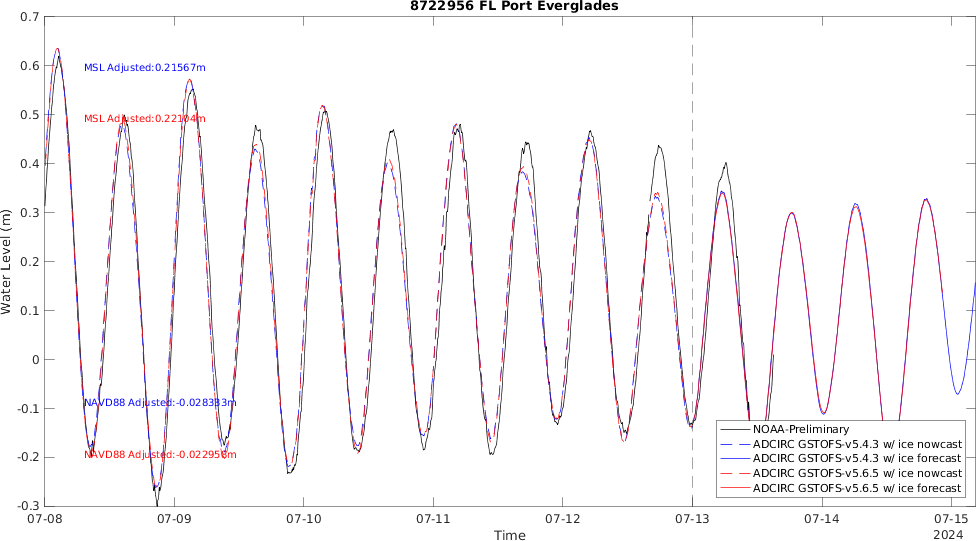 8722956 FL Port Everglades
0.7
0.6
0.5
0.4
0.3
0.2
0.1
0
-0.1
-0.2
-0.3
Water Level (m)
MSL Adjusted:0.21567m
MSL Adjusted:0.22104m
NAVD88 Adjusted:-0.028333m
NAVD88 Adjusted:-0.022956m
NOAA-Preliminary
ADCIRC GSTOFS-v5.4.3 w/ ice nowcast
ADCIRC GSTOFS-v5.4.3 w/ ice forecast
ADCIRC GSTOFS-v5.6.5 w/ ice nowcast
ADCIRC GSTOFS-v5.6.5 w/ ice forecast
07-08 07-09 07-10 07-11 07-12 07-13 07-14 07-15
Time
2024